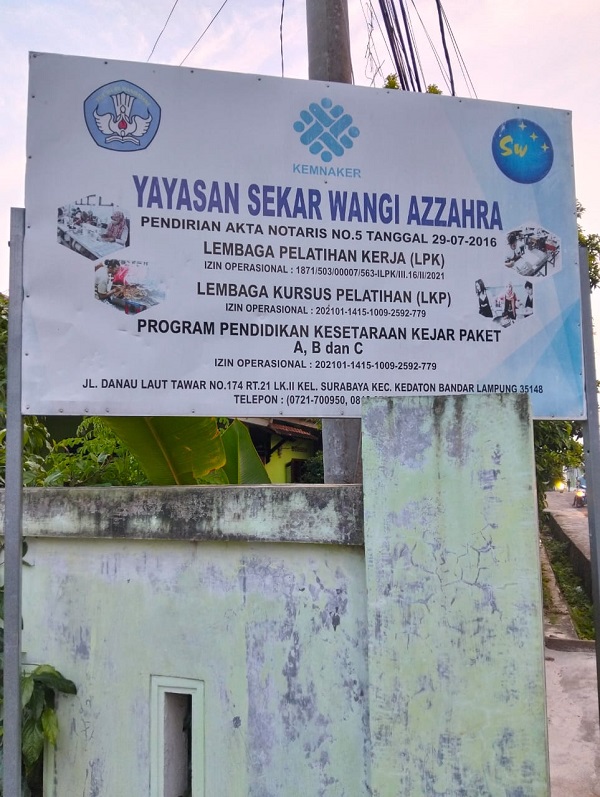 KEMNAKER
Sw
YAYASAN SEKAR WANGI AZZAHRA
PENDIRIAN AKTA NOTARIS NO.5 TANGGAL 29-07-2016
LEMBAGA PELATIHAN KERJA (LPK)
IZIN OPERASIONAL : 1871/503/00007/563-ILPK/III.16/II/2021
LEMBAGA KURSUS PELATIHAN (LKP)
IZIN OPERASIONAL : 202101-1415-1009-2592-779
PROGRAM PENDIDIKAN KESETARAAN KEJAR PAKET
A, B dan C
IZIN OPERASIONAL : 202101-1415-1009-2592-779
JL. DANAU LAUT TAWAR NO.174 RT.21 LK.II KEL. SURABAYA KEC. KEDATON BANDAR LAMPUNG 35148
TELEPON : (0721-700950,